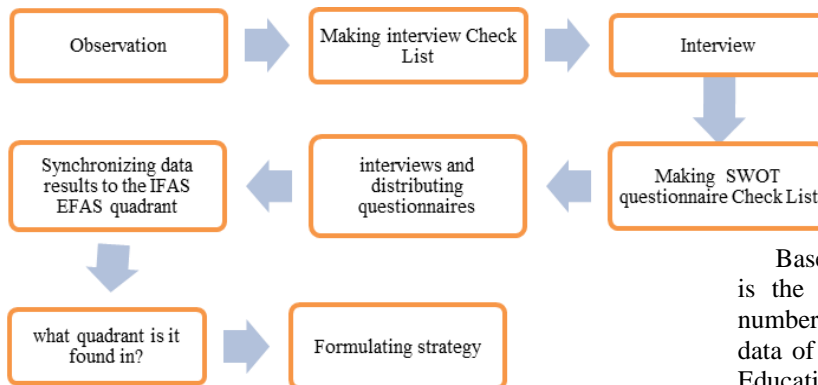 Observation
Making interview Check
List
Interview
Making SWOT
questionnaire Check List
interviews and
distributing
questionnaires
Synchronizing data
results to the IFAS
EFAS quadrant
what quadrant is it
found in?
Formulating strategy
is the
number
data of